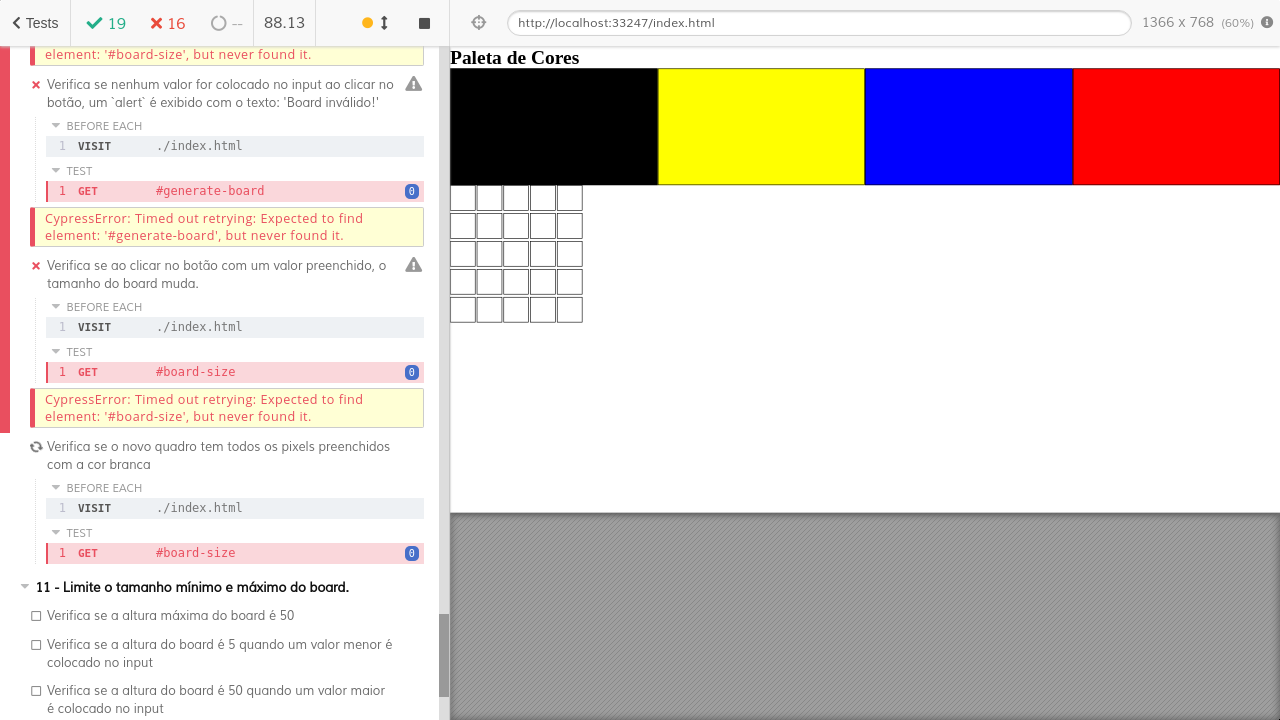 Tests
19
16
--
88.13
http://localhost:33247/index.html
1366 x 768 (60%)
element: '#board-size', but never found it.
Verifica se nenhum valor for colocado no input ao clicar no
botão, um `alert` é exibido com o texto: 'Board inválido!'
BEFORE EACH
1 VISIT ./index.html
TEST
1 GET #generate-board 0
CypressError: Timed out retrying: Expected to find
element: '#generate-board', but never found it.
Verifica se ao clicar no botão com um valor preenchido, o
tamanho do board muda.
BEFORE EACH
1 VISIT ./index.html
TEST
1 GET #board-size 0
CypressError: Timed out retrying: Expected to find
element: '#board-size', but never found it.
Verifica se o novo quadro tem todos os pixels preenchidos
com a cor branca
BEFORE EACH
1 VISIT ./index.html
TEST
1 GET #board-size 0
11 - Limite o tamanho mínimo e máximo do board.
Verifica se a altura máxima do board é 50
Verifica se a altura do board é 5 quando um valor menor é
colocado no input
Verifica se a altura do board é 50 quando um valor maior
é colocado no input
Paleta de Cores